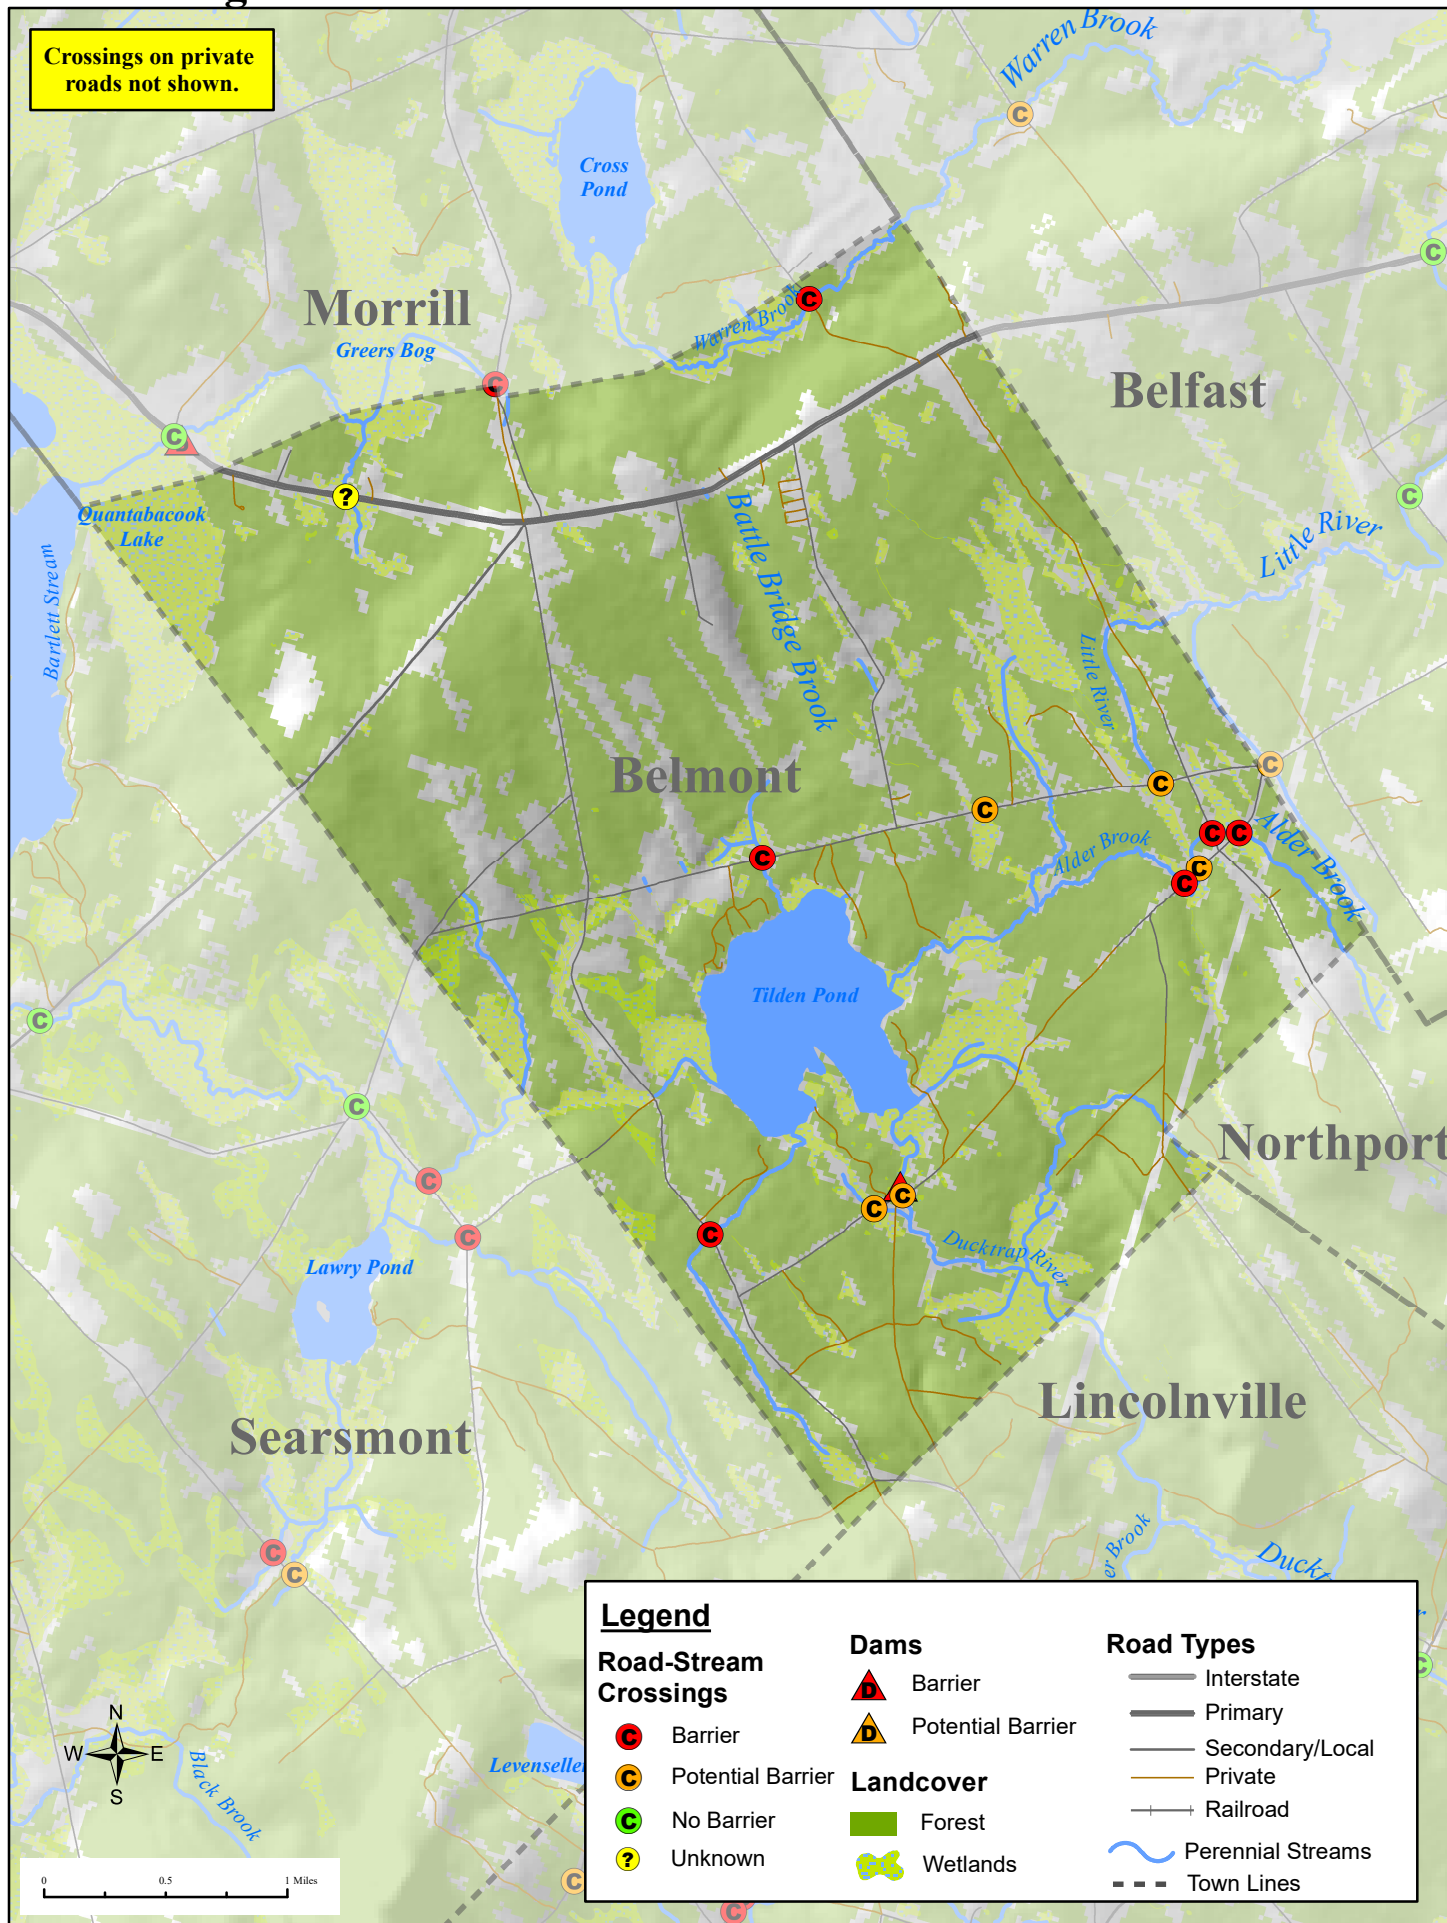 g
Crossings on private
roads not shown.
Warren Brook
Cross
Pond
Morrill
Greers Bog
Warren Brook
Belfast
Quantabacook
Lake
Bartlett Stream
Battle Bridge Brook
Little River
Little River
Belmont
Alder Brook
Alder Brook
Tilden Pond
Northport
Ducktrap River
Lawry Pond
Lincolnville
Searsmont
er Brook
Duckt
Levenseller
Black Brook
N
W E
S
0 0.5 1 Miles
Legend
Road-Stream
Crossings
C Barrier
C Potential Barrier
C No Barrier
? Unknown
Dams
D Barrier
D Potential Barrier
Landcover
Forest
Wetlands
Road Types
Interstate
Primary
Secondary/Local
Private
Railroad
Perennial Streams
Town Lines